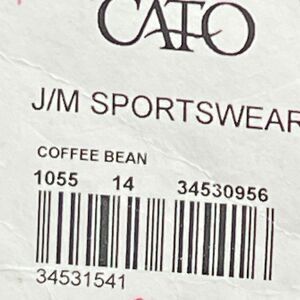 CATO
J/M SPORTSWEAR
COFFEE BEAN
1055 14 34530956
34531541